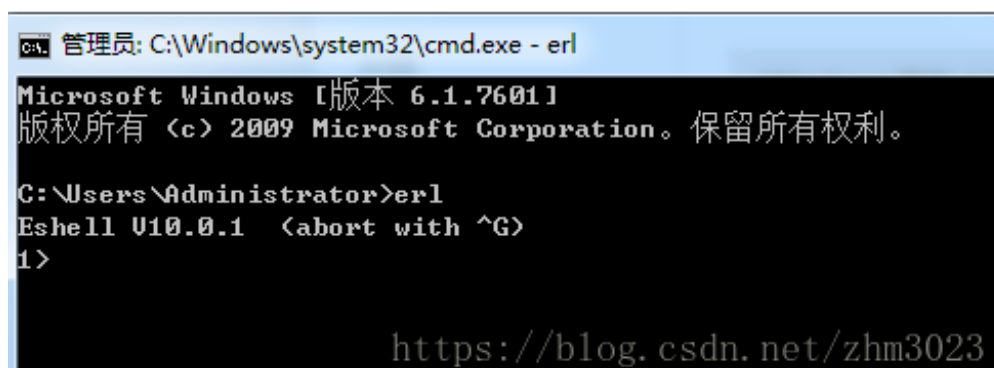 管理员: C:\Windows\system32\cmd.exe - erl
Microsoft Windows [版本 6.1.7601]
版权所有 (c) 2009 Microsoft Corporation。保留所有权利。
C:\Users\Administrator>erl
Eshell V10.0.1  (abort with ^G)
1>
https://blog.csdn.net/zhm3023